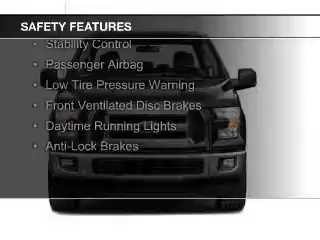 SAFETY FEATURES
• Stability Control
• Passenger Airbag
• Low Tire Pressure Warning
• Front Ventilated Disc Brakes
• Daytime Running Lights
• Anti-Lock Brakes